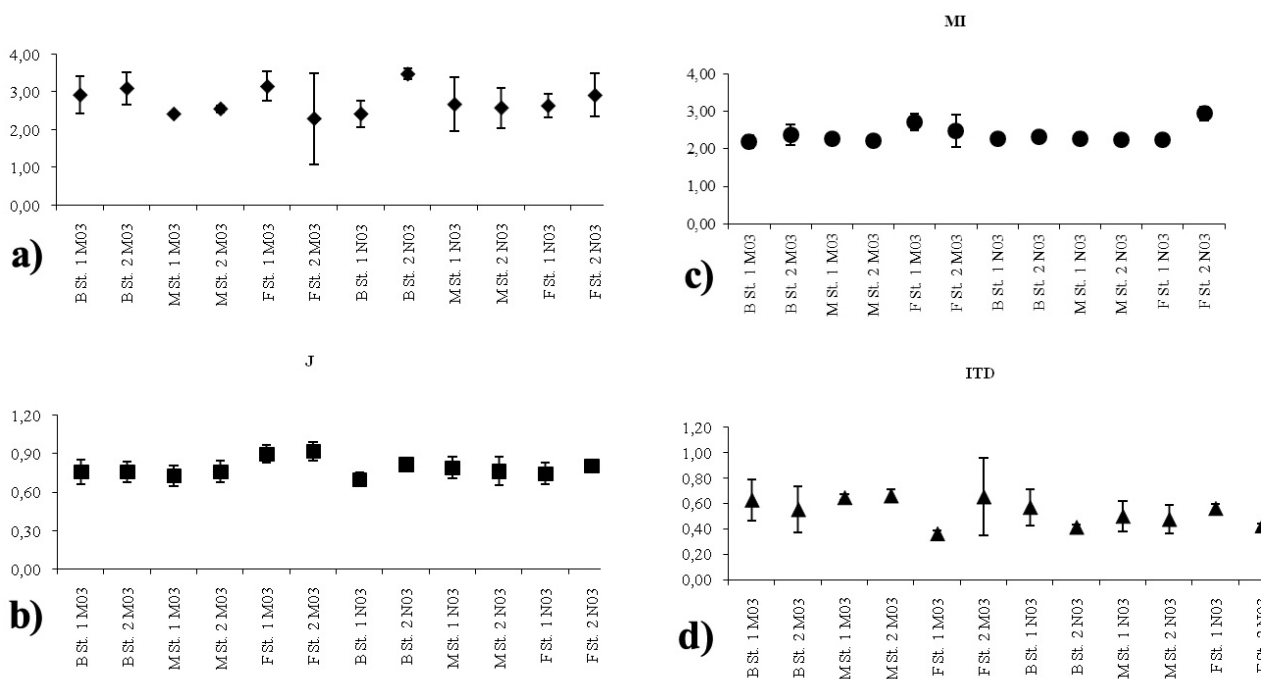 4,00
3,00
2,00
1,00
0,00
B St. 1 M03
B St. 2 M03
M St. 1 M03
M St. 2 M03
F St. 1 M03
F St. 2 M03
B St. 1 N03
B St. 2 N03
M St. 1 N03
M St. 2 N03
F St. 1 N03
F St. 2 N03
a)
J
1,20
0,90
0,60
0,30
0,00
B St. 1 M03
B St. 2 M03
M St. 1 M03
M St. 2 M03
F St. 1 M03
F St. 2 M03
B St. 1 N03
B St. 2 N03
M St. 1 N03
M St. 2 N03
F St. 1 N03
F St. 2 N03
b)
MI
4,00
3,00
2,00
1,00
0,00
B St. 1 M03
B St. 2 M03
M St. 1 M03
M St. 2 M03
F St. 1 M03
F St. 2 M03
B St. 1 N03
B St. 2 N03
M St. 1 N03
M St. 2 N03
F St. 1 N03
F St. 2 N03
c)
ITD
1,20
1,00
0,80
0,60
0,40
0,20
0,00
B St. 1 M03
B St. 2 M03
M St. 1 M03
M St. 2 M03
F St. 1 M03
F St. 2 M03
B St. 1 N03
B St. 2 N03
M St. 1 N03
M St. 2 N03
F St. 1 N03
F St. 2 N03
d)